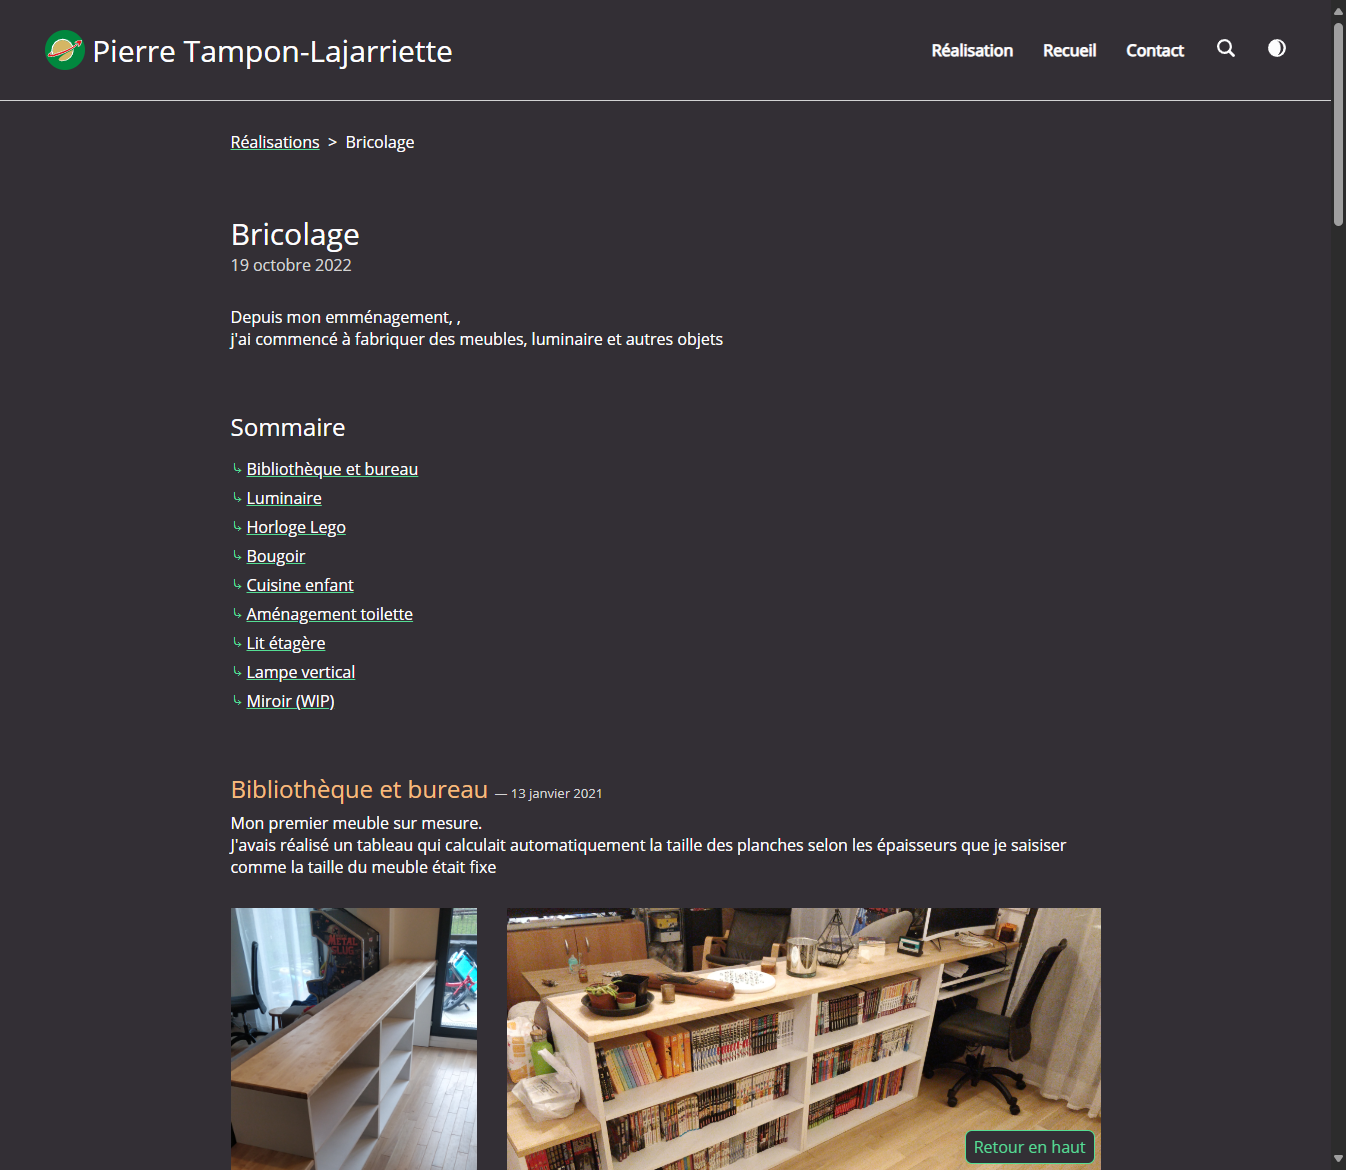 Pierre Tampon-Lajarriette
Réalisation Recueil Contact
Réalisations > Bricolage
Bricolage
19 octobre 2022
Depuis mon emménagement, ,
j'ai commencé à fabriquer des meubles, luminaire et autres objets
Sommaire
Bibliothèque et bureau
Luminaire
Horloge Lego
Bougoir
Cuisine enfant
Aménagement toilette
Lit étagère
Lampe vertical
Miroir (WIP)
Bibliothèque et bureau — 13 janvier 2021
Mon premier meuble sur mesure.
J'avais réalisé un tableau qui calculait automatiquement la taille des planches selon les épaisseurs que je saisiser
comme la taille du meuble était fixe
METAL
SLUG
Retour en haut